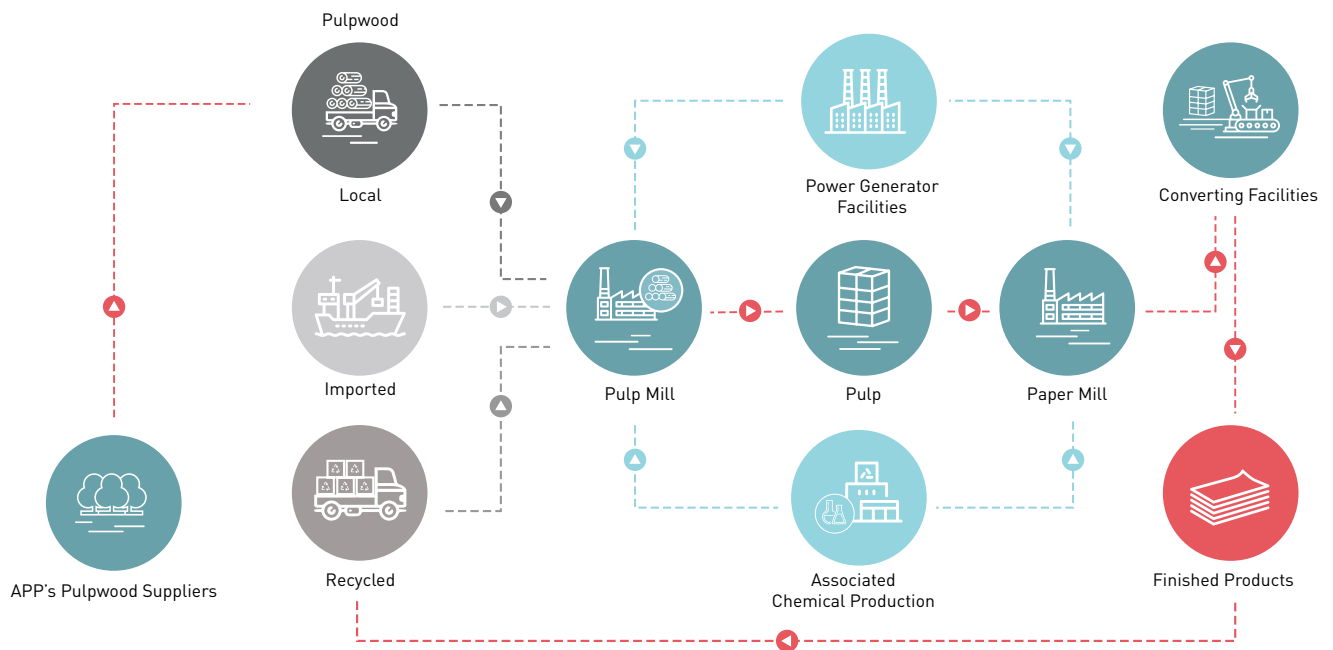 Pulpwood
Local
Imported
Recycled
APP's Pulpwood Suppliers
Power Generator
Facilities
Pulp Mill
Pulp
Paper Mill
Associated
Chemical Production
Converting Facilities
Finished Products